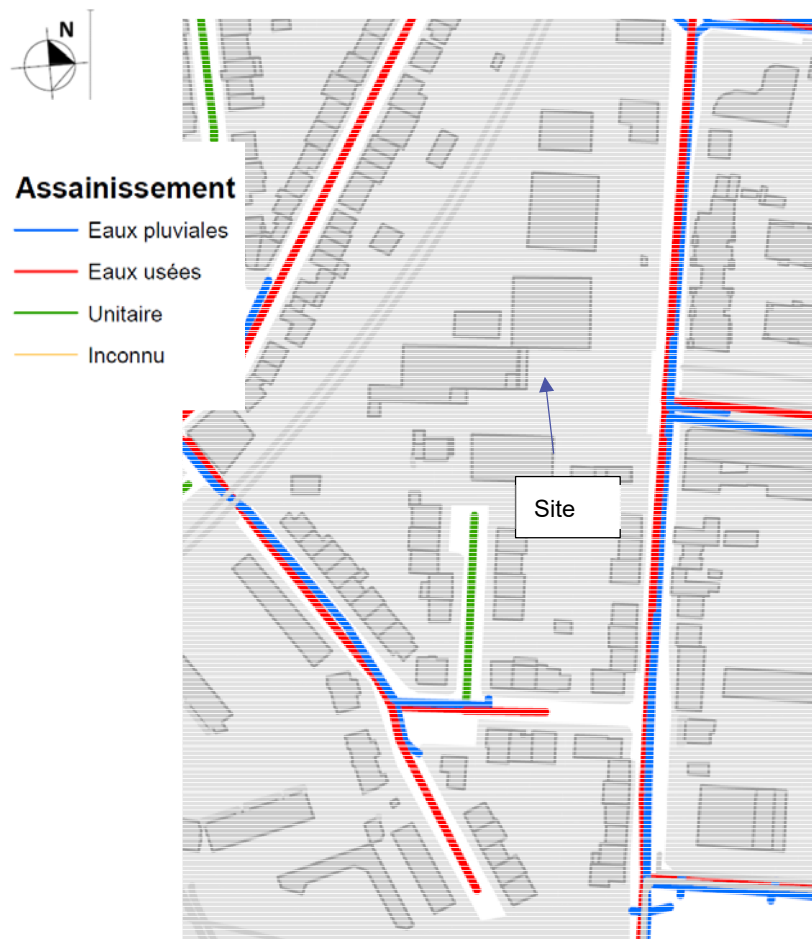 N
Assainissement
Eaux pluviales
Eaux usées
Unitaire
Inconnu
Site